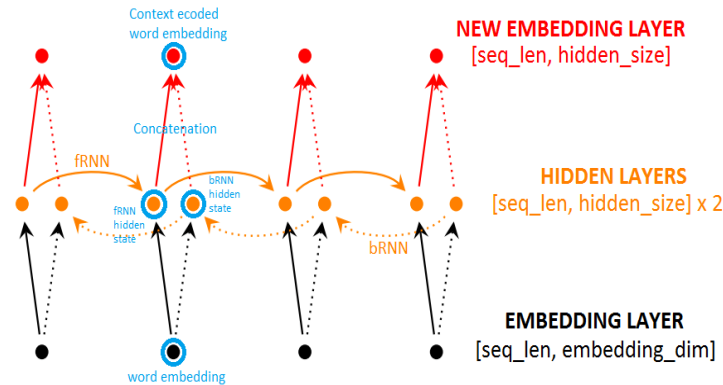 Context ecoded
word embedding
NEW EMBEDDING LAYER
[seq_len, hidden_size]
Concatenation
fRNN
bRNN
hidden
state
HIDDEN LAYERS
[seq_len, hidden_size] x 2
fRNN
hidden
state
bRNN
EMBEDDING LAYER
[seq_len, embedding_dim]
word embedding